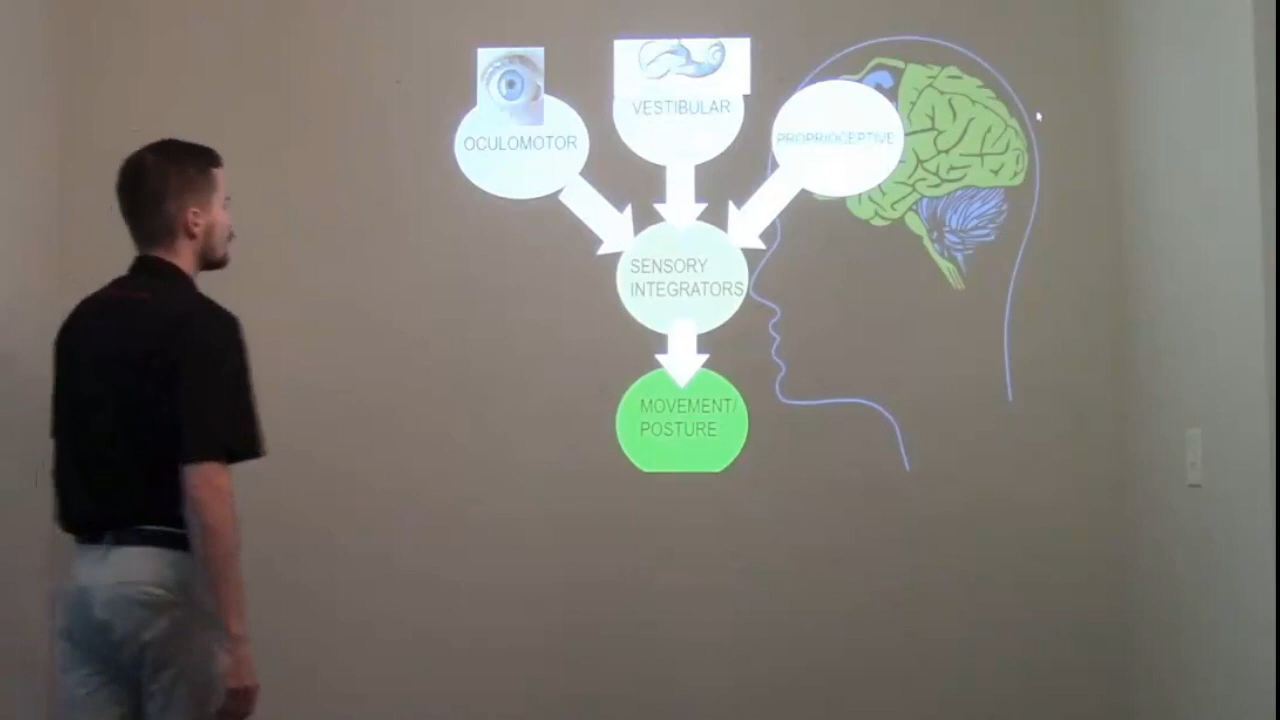 OCULOMOTOR
VESTIBULAR
PROPRIOCEPTIVE
SENSORY
INTEGRATORS
MOVEMENT/
POSTURE